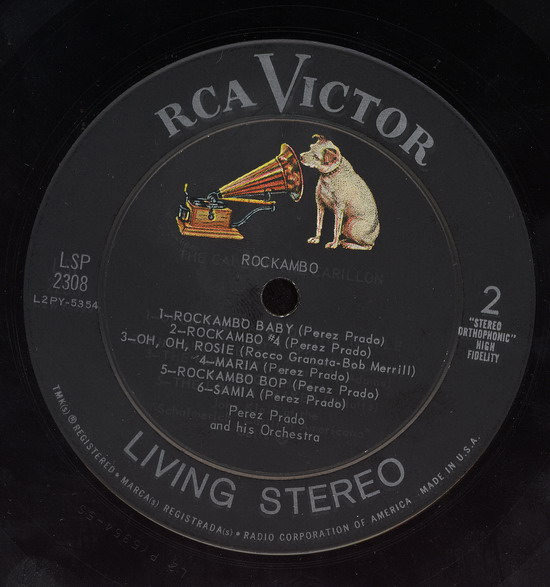 RCA VICTOR
ROCKAMBO
LSP
2308
L2PY-5354
2
"STEREO
ORTHOPHONIC"
HIGH
FIDELITY
1—ROCKAMBO BABY (Perez Prado)
2—ROCKAMBO #4 (Perez Prado)
3—OH, OH, ROSIE (Rocco Granata-Bob Merrill)
4—MARIA (Perez Prado)
5—ROCKAMBO BOP (Perez Prado)
6—SAMIA (Perez Prado)
Perez Prado
and his Orchestra
LIVING STEREO
TMK(s) ® REGISTERED • MARCA(s) REGISTRADA(s) • RADIO CORPORATION OF AMERICA • MADE IN U.S.A.